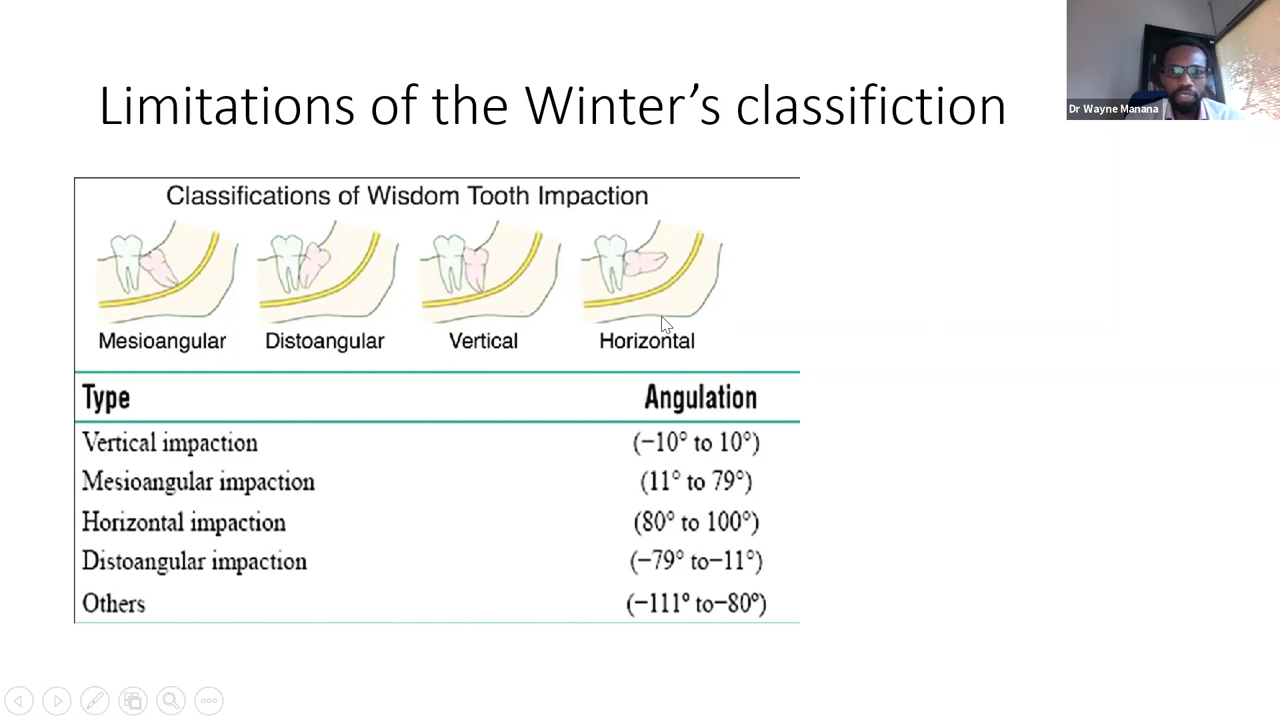 Limitations of the Winter’s classifiction
Dr Wayne Manana
Classifications of Wisdom Tooth Impaction
Mesioangular Distoangular Vertical Horizontal
Type Angulation
Vertical impaction (−10° to 10°)
Mesioangular impaction (11° to 79°)
Horizontal impaction (80° to 100°)
Distoangular impaction (−79° to−11°)
Others (−111° to−80°)